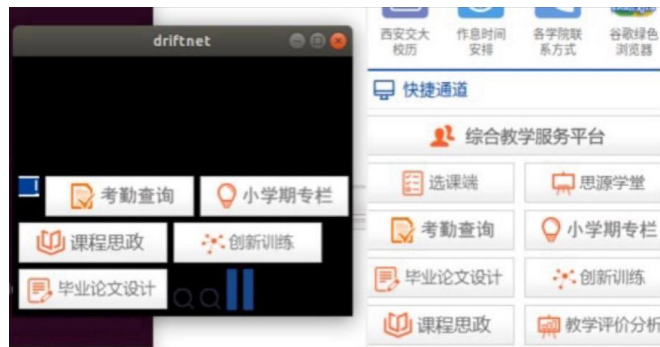 driftnet
考勤查询
小学期专栏
课程思政
创新训练
毕业论文设计
西安交大
校历
作息时间
安排
各学院联
系方式
谷歌绿色
浏览器
快捷通道
综合教学服务平台
选课端
思源学堂
考勤查询
小学期专栏
毕业论文设计
创新训练
课程思政
教学评价分析